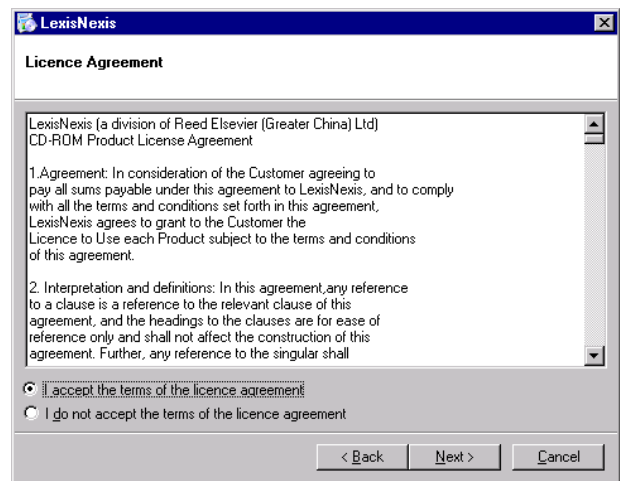 LexisNexis
Licence Agreement
LexisNexis (a division of Reed Elsevier (Greater China) Ltd)
CD-ROM Product License Agreement
1.Agreement: In consideration of the Customer agreeing to
pay all sums payable under this agreement to LexisNexis, and to comply
with all the terms and conditions set forth in this agreement,
LexisNexis agrees to grant to the Customer the
Licence to Use each Product subject to the terms and conditions
of this agreement.
2. Interpretation and definitions: In this agreement,any reference
to a clause is a reference to the relevant clause of this
agreement, and the headings to the clauses are for ease of
reference only and shall not affect the construction of this
agreement. Further, any reference to the singular shall
I accept the terms of the licence agreement
I do not accept the terms of the licence agreement
< Back Next > Cancel